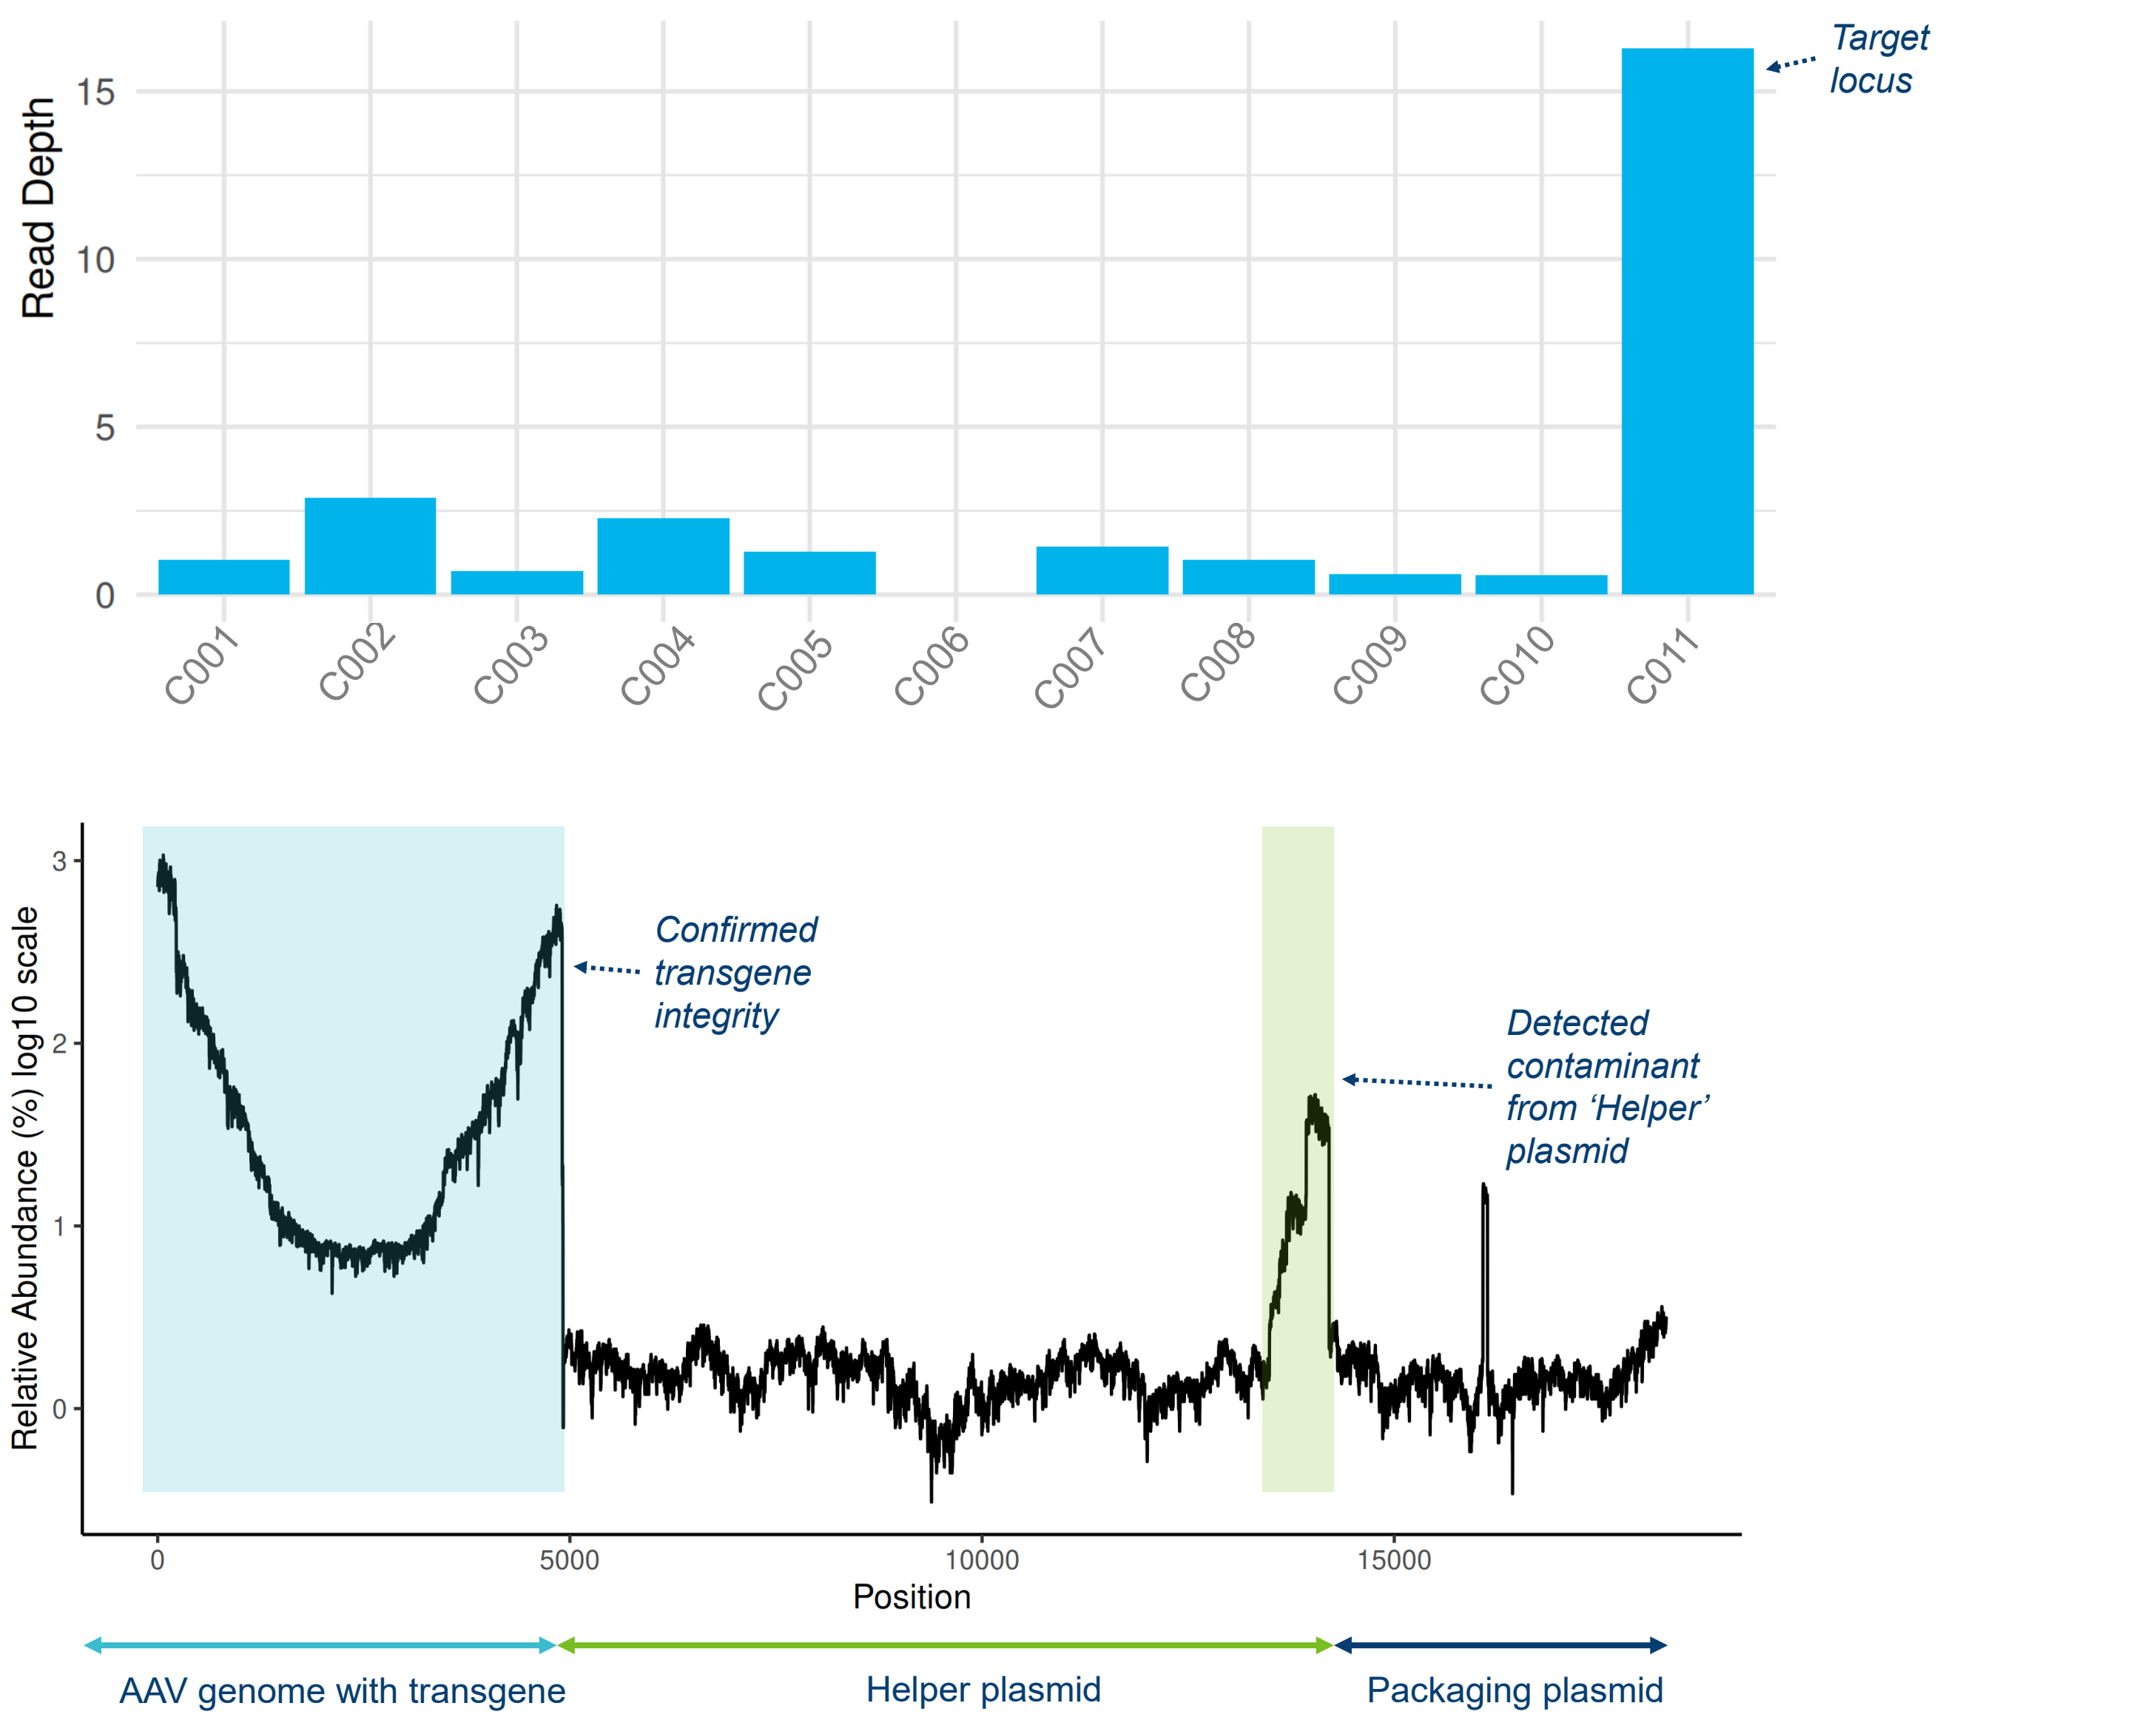 Target
locus
Read Depth
15
10
5
0
C001
C002
C003
C004
C005
C006
C007
C008
C009
C010
C011
Relative Abundance (%) log10 scale
3
2
1
0
Confirmed
transgene
integrity
Detected
contaminant
from ‘Helper’
plasmid
0
5000
10000
15000
Position
AAV genome with transgene
Helper plasmid
Packaging plasmid